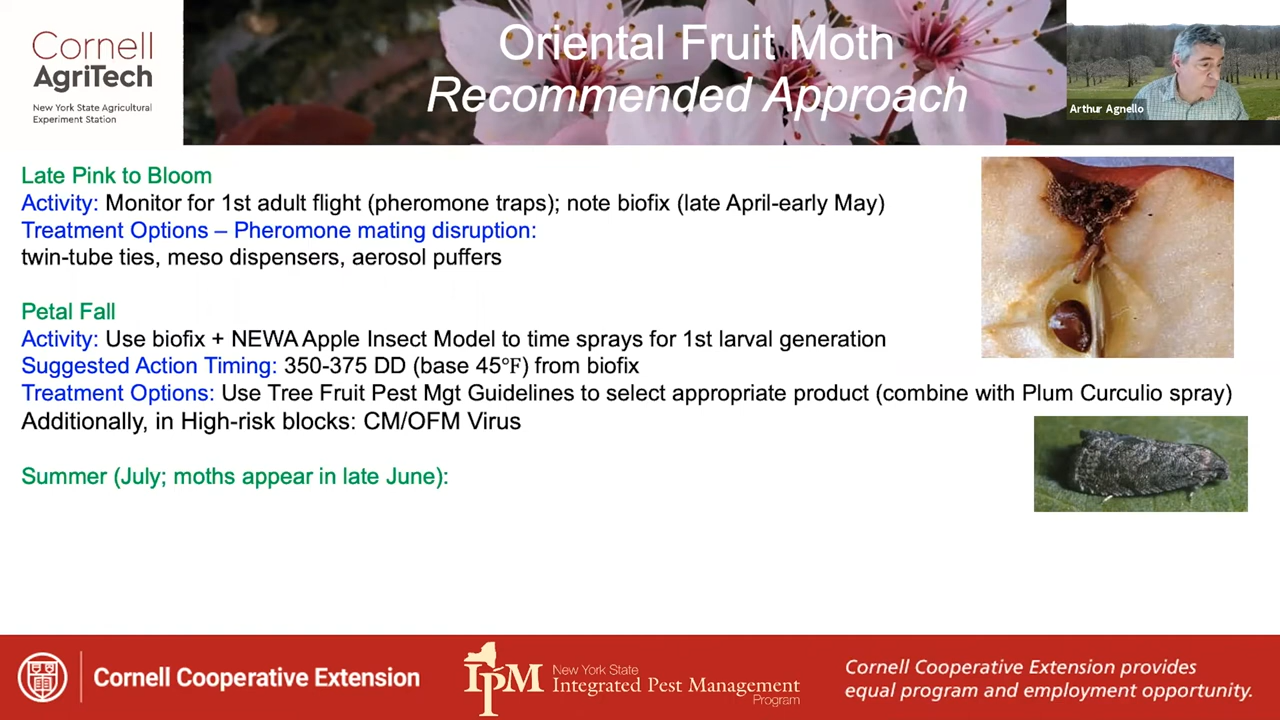 Cornell
AgriTech
New York State Agricultural
Experiment Station
Oriental Fruit Moth
Recommended Approach
Arthur Agnello
Late Pink to Bloom
Activity: Monitor for 1st adult flight (pheromone traps); note biofix (late April-early May)
Treatment Options – Pheromone mating disruption:
twin-tube ties, meso dispensers, aerosol puffers
Petal Fall
Activity: Use biofix + NEWA Apple Insect Model to time sprays for 1st larval generation
Suggested Action Timing: 350-375 DD (base 45°F) from biofix
Treatment Options: Use Tree Fruit Pest Mgt Guidelines to select appropriate product (combine with Plum Curculio spray)
Additionally, in High-risk blocks: CM/OFM Virus
Summer (July; moths appear in late June):
Cornell Cooperative Extension
IPM
New York State
Integrated Pest Management
Program
Cornell Cooperative Extension provides
equal program and employment opportunity.